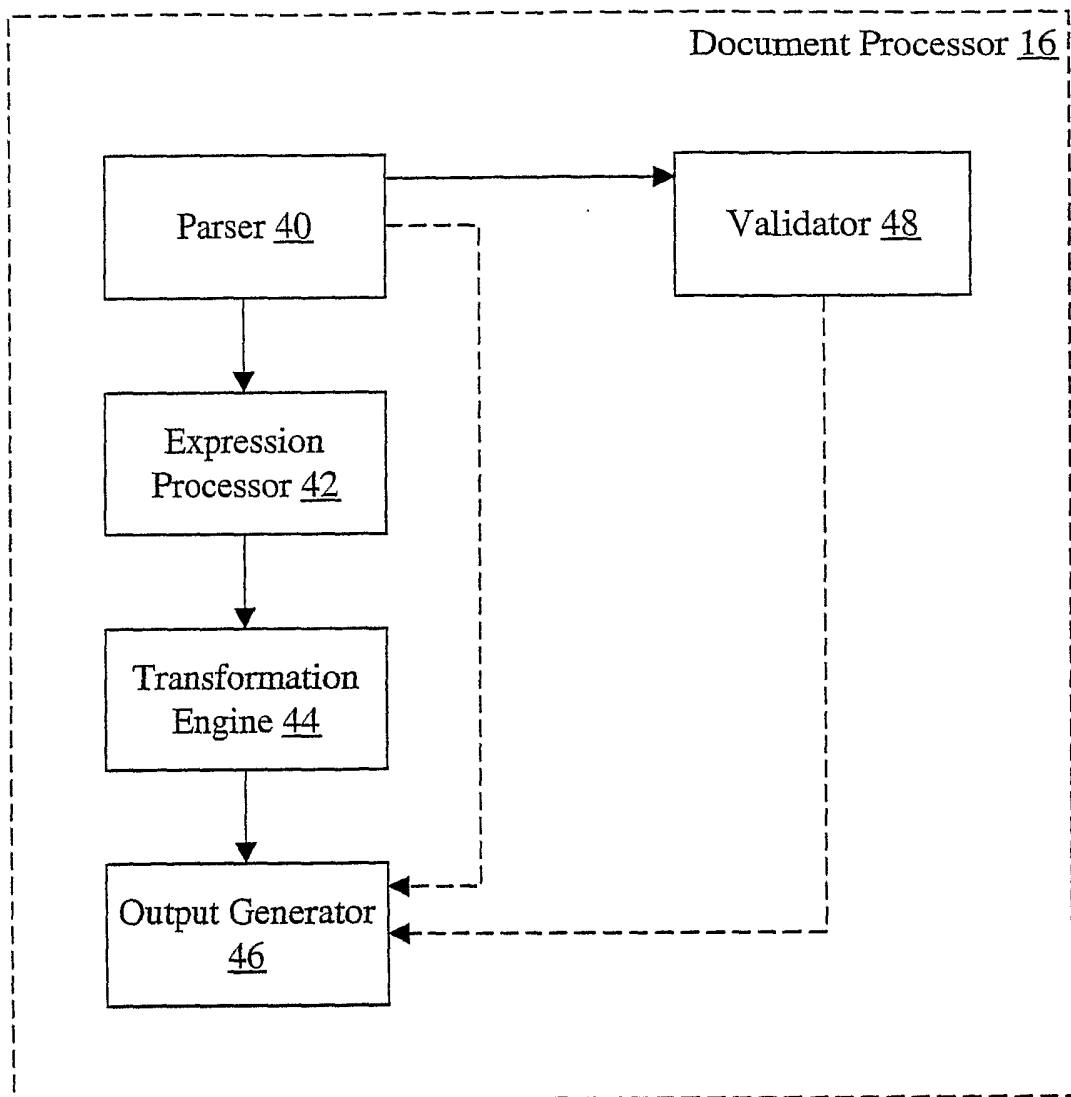 Document Processor 16
Parser 40
Validator 48
Expression
Processor 42
Transformation
Engine 44
Output Generator
46